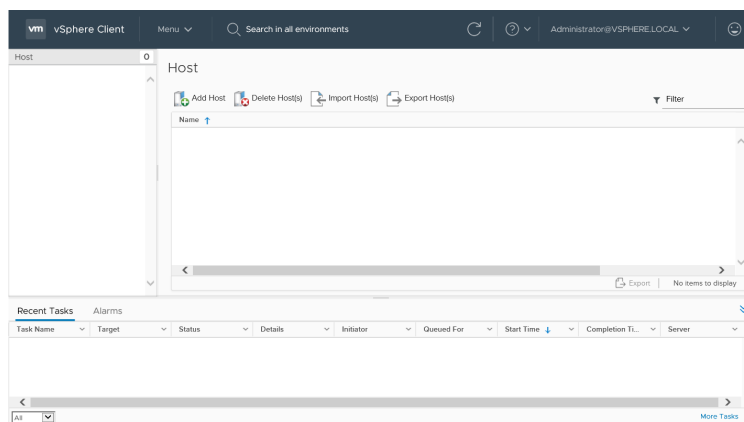 vm vSphere Client Menu Search in all environments ? Administrator@VSPHERE.LOCAL
Host 0
Host
Add Host Delete Host(s) Import Host(s) Export Host(s) Filter
Name
Export No items to display
Recent Tasks Alarms
Task Name Target Status Details Initiator Queued For Start Time Completion Ti... Server
All More Tasks